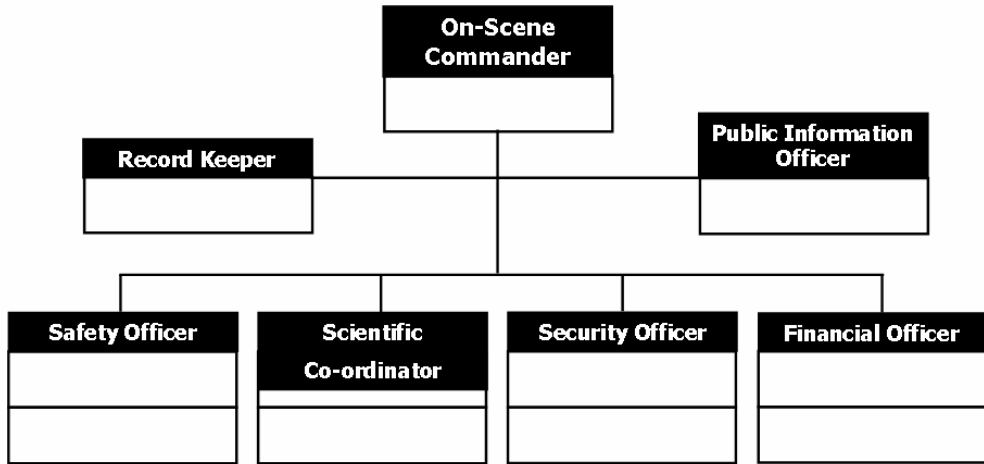 On-Scene
Commander
Record Keeper
Public Information
Officer
Safety Officer
Scientific
Co-ordinator
Security Officer
Financial Officer